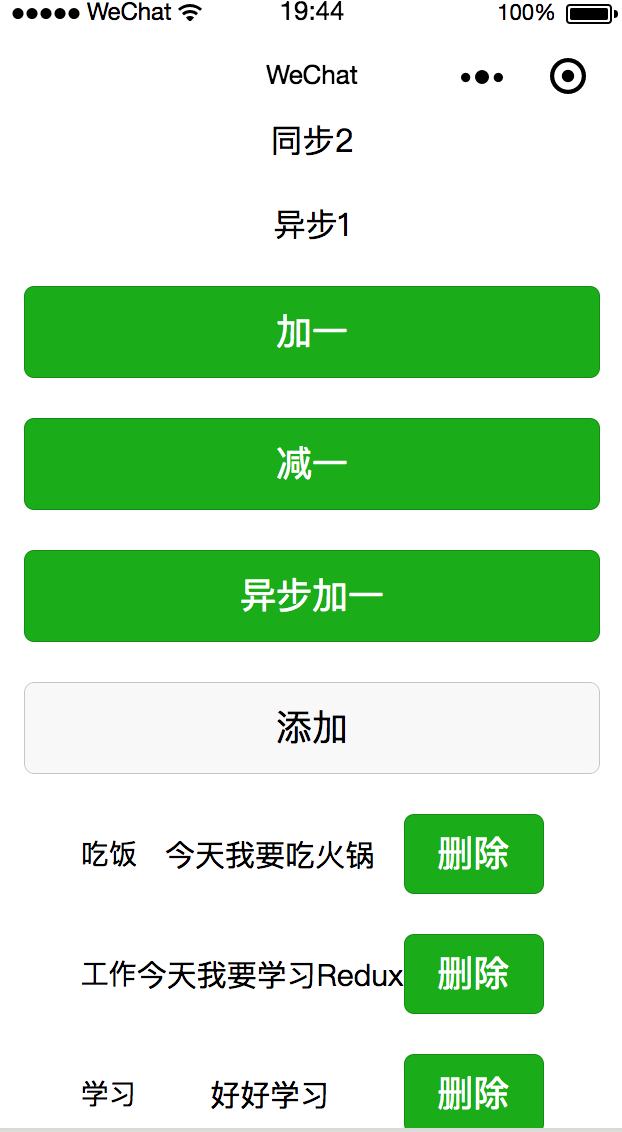 WeChat 19:44 100%
WeChat
同步2
异步1
加一
减一
异步加一
添加
吃饭 今天我要吃火锅 删除
工作今天我要学习Redux 删除
学习 好好学习 删除